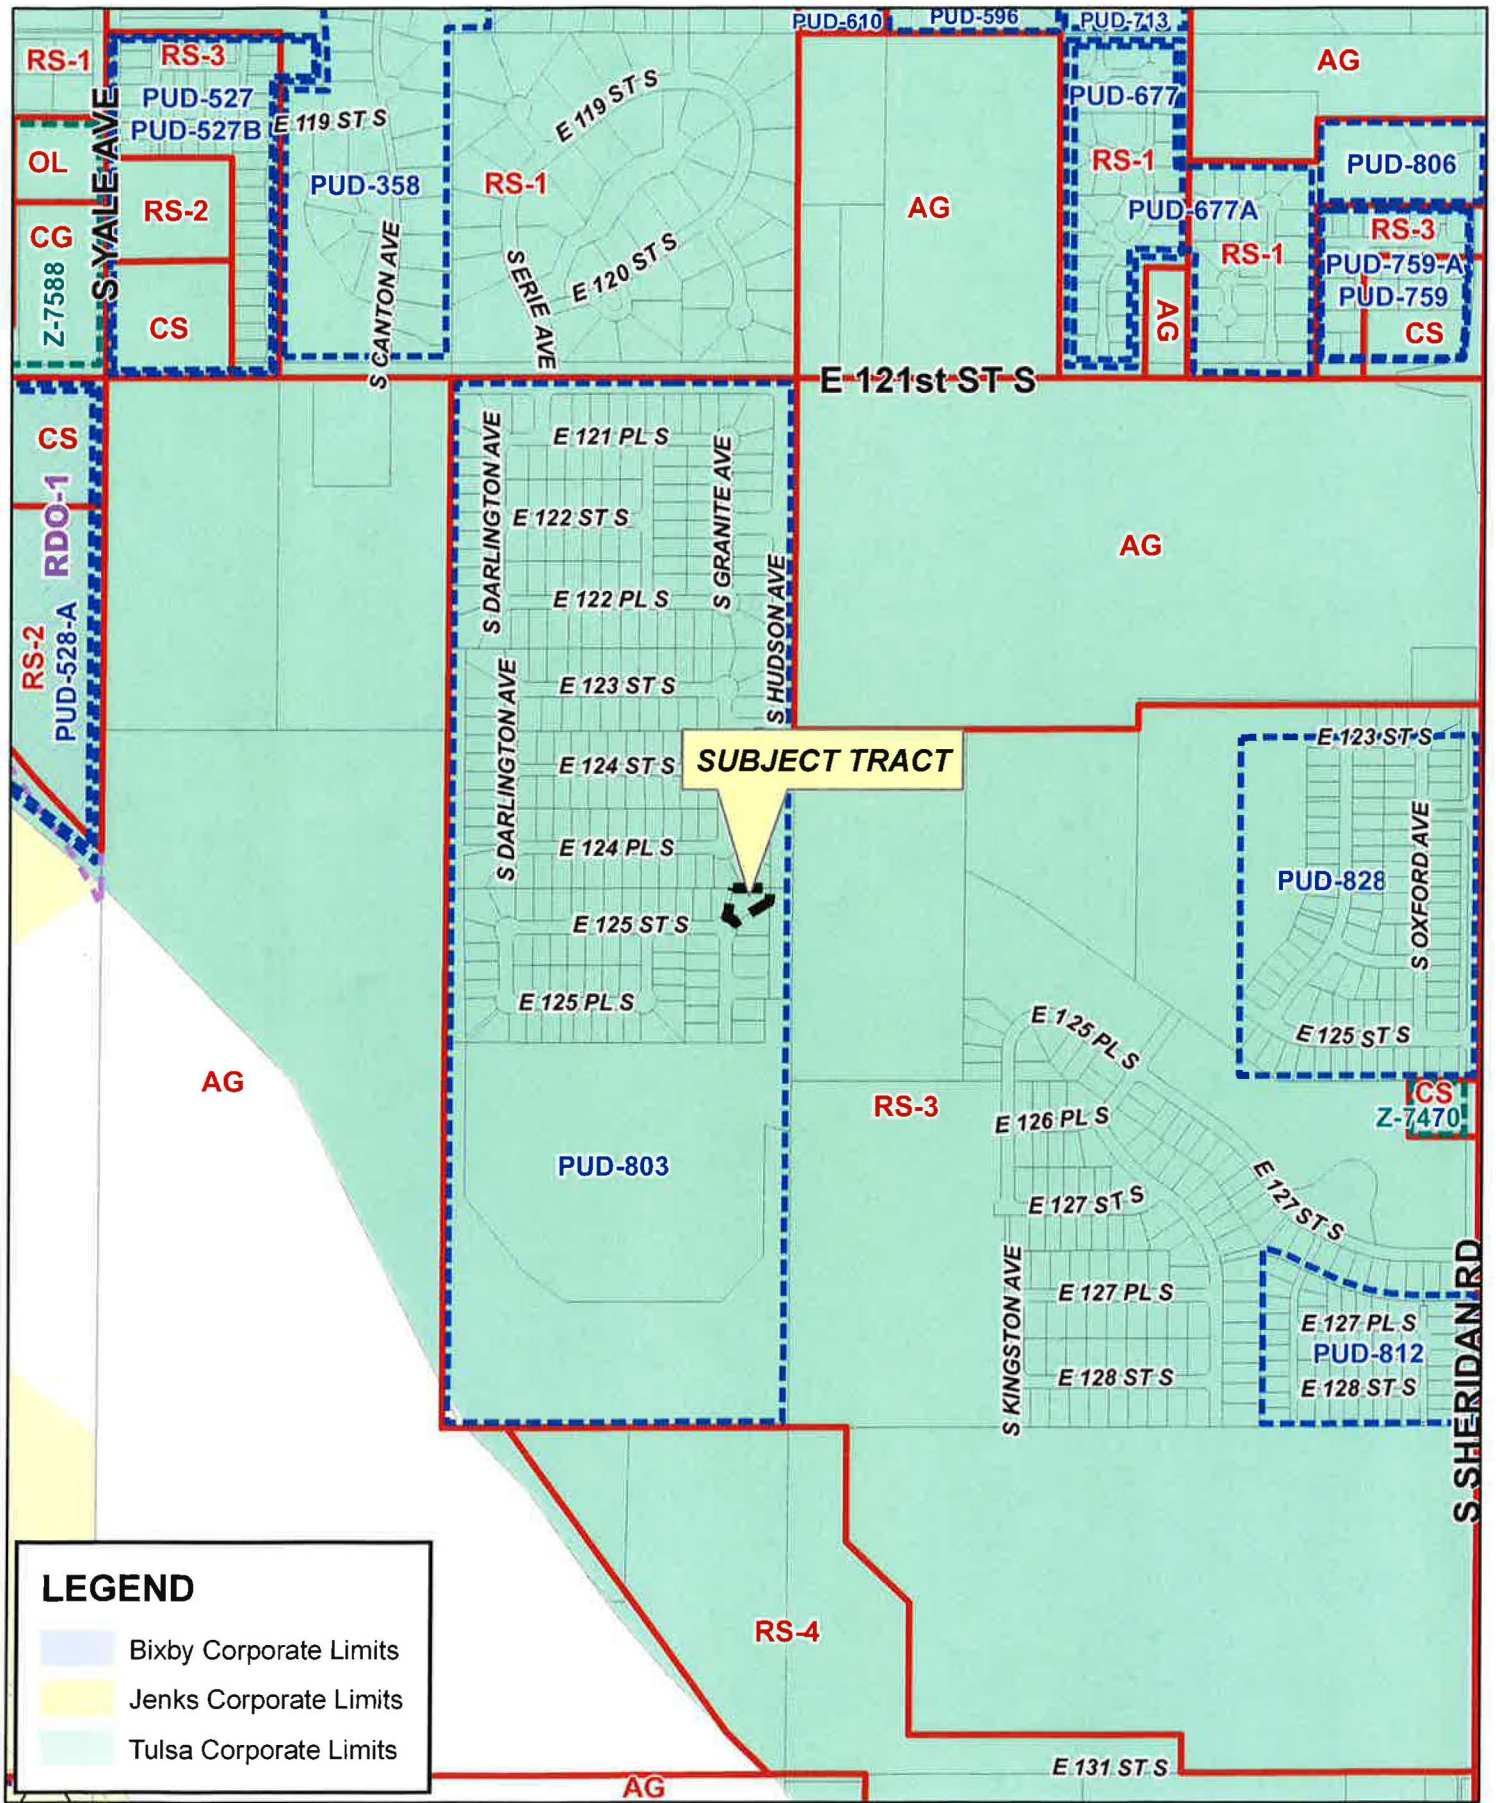 PUD-610
PUD-596
PUD-713
RS-1
RS-3
AG
PUD-527
PUD-677
E 119 ST S
E 119 ST S
PUD-527B
OL
S YALE AVE
RS-1
PUD-806
PUD-358
RS-1
RS-2
AG
PUD-677A
RS-3
CG
Z-7588
S CANTON AVE
S ERIE AVE
E 120 ST S
RS-1
PUD-759-A
PUD-759
CS
AG
CS
E 121st ST S
CS
S DARLINGTON AVE
E 121 PL S
S GRANITE AVE
RDO-1
E 122 ST S
AG
E 122 PL S
S HUDSON AVE
RS-2
PUD-528-A
S DARLINGTON AVE
E 123 ST S
E 123 ST S
E 124 ST S
SUBJECT TRACT
E 124 PL S
S OXFORD AVE
PUD-828
E 125 ST S
E 125 PL S
E 125 PL S
E 125 ST S
AG
RS-3
CS
Z-7470
E 126 PL S
PUD-803
E 127 ST S
E 127 ST S
S KINGSTON AVE
S SHERIDAN RD
E 127 PL S
E 127 PL S
PUD-812
E 128 ST S
E 128 ST S
LEGEND
Bixby Corporate Limits
Jenks Corporate Limits
Tulsa Corporate Limits
RS-4
E 131 ST S
AG